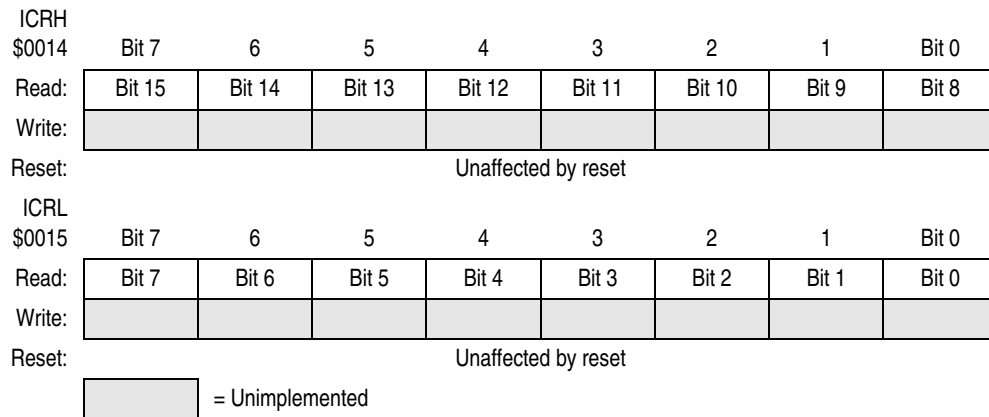 ICRH
$0014 Bit 7 6 5 4 3 2 1 Bit 0
Read: Bit 15 Bit 14 Bit 13 Bit 12 Bit 11 Bit 10 Bit 9 Bit 8
Write:
Reset: Unaffected by reset
ICRL
$0015 Bit 7 6 5 4 3 2 1 Bit 0
Read: Bit 7 Bit 6 Bit 5 Bit 4 Bit 3 Bit 2 Bit 1 Bit 0
Write:
Reset: Unaffected by reset
= Unimplemented